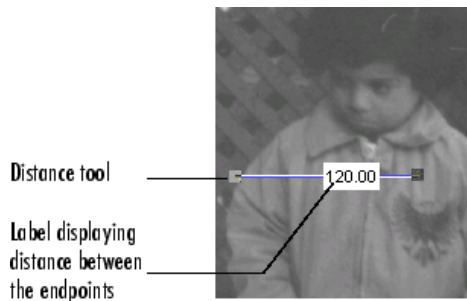 Distance tool
120.00
Label displaying
distance between
the endpoints